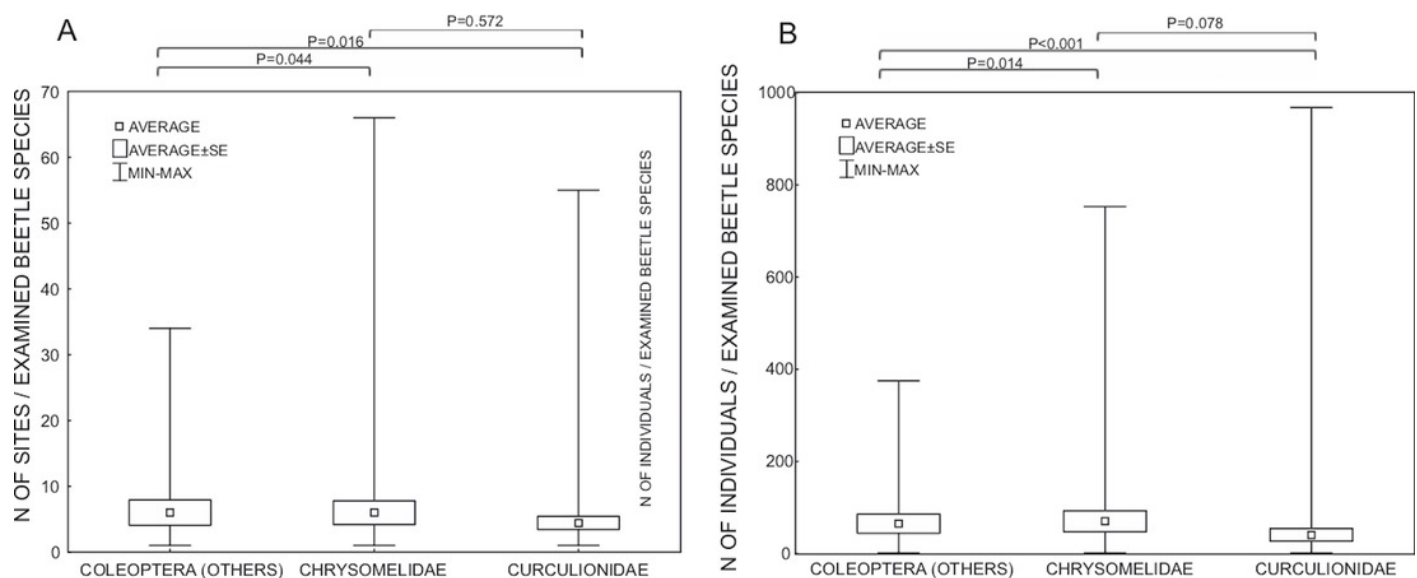 A
P=0.572
P=0.016
P=0.044
N OF SITES / EXAMINED BEETLE SPECIES
70
60
50
40
30
20
10
0
AVERAGE
AVERAGE±SE
MIN-MAX
N OF INDIVIDUALS / EXAMINED BEETLE SPECIES
COLEOPTERA (OTHERS) CHRYSOMELIDAE CURCULIONIDAE
B
P=0.078
P<0.001
P=0.014
N OF INDIVIDUALS / EXAMINED BEETLE SPECIES
1000
800
600
400
200
0
AVERAGE
AVERAGE±SE
MIN-MAX
COLEOPTERA (OTHERS) CHRYSOMELIDAE CURCULIONIDAE